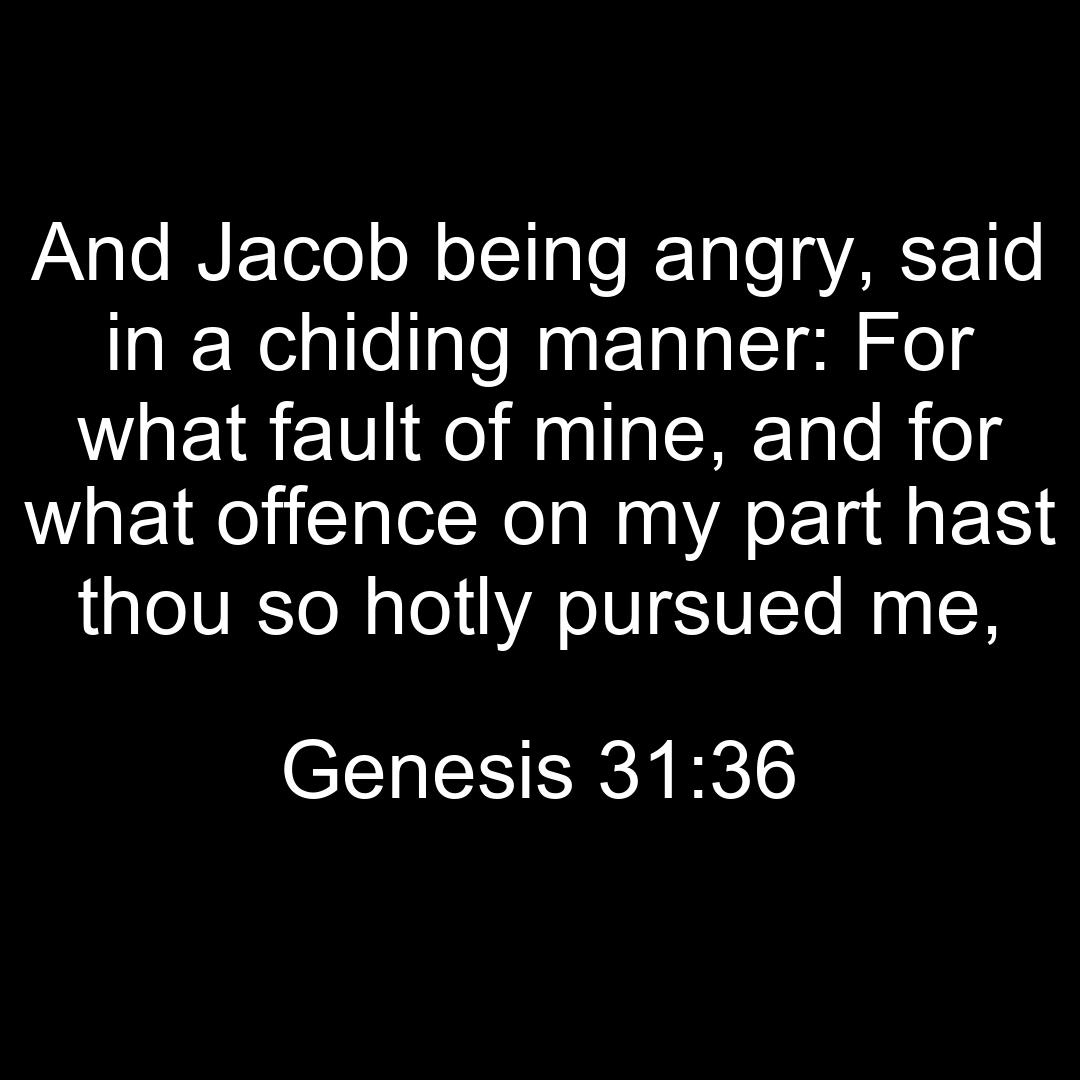 And Jacob being angry, said
in a chiding manner: For
what fault of mine, and for
what offence on my part hast
thou so hotly pursued me,
Genesis 31:36